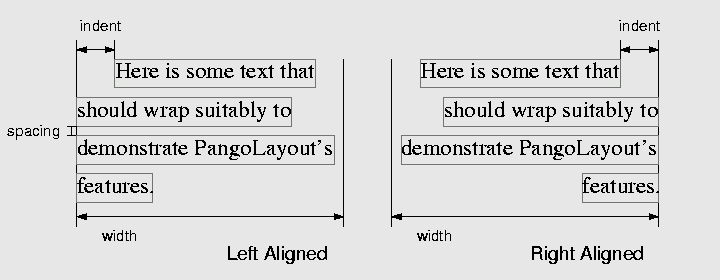 indent
Here is some text that
should wrap suitably to
spacing
demonstrate PangoLayout's
features.
width
Left Aligned
indent
Here is some text that
should wrap suitably to
demonstrate PangoLayout's
features.
width
Right Aligned